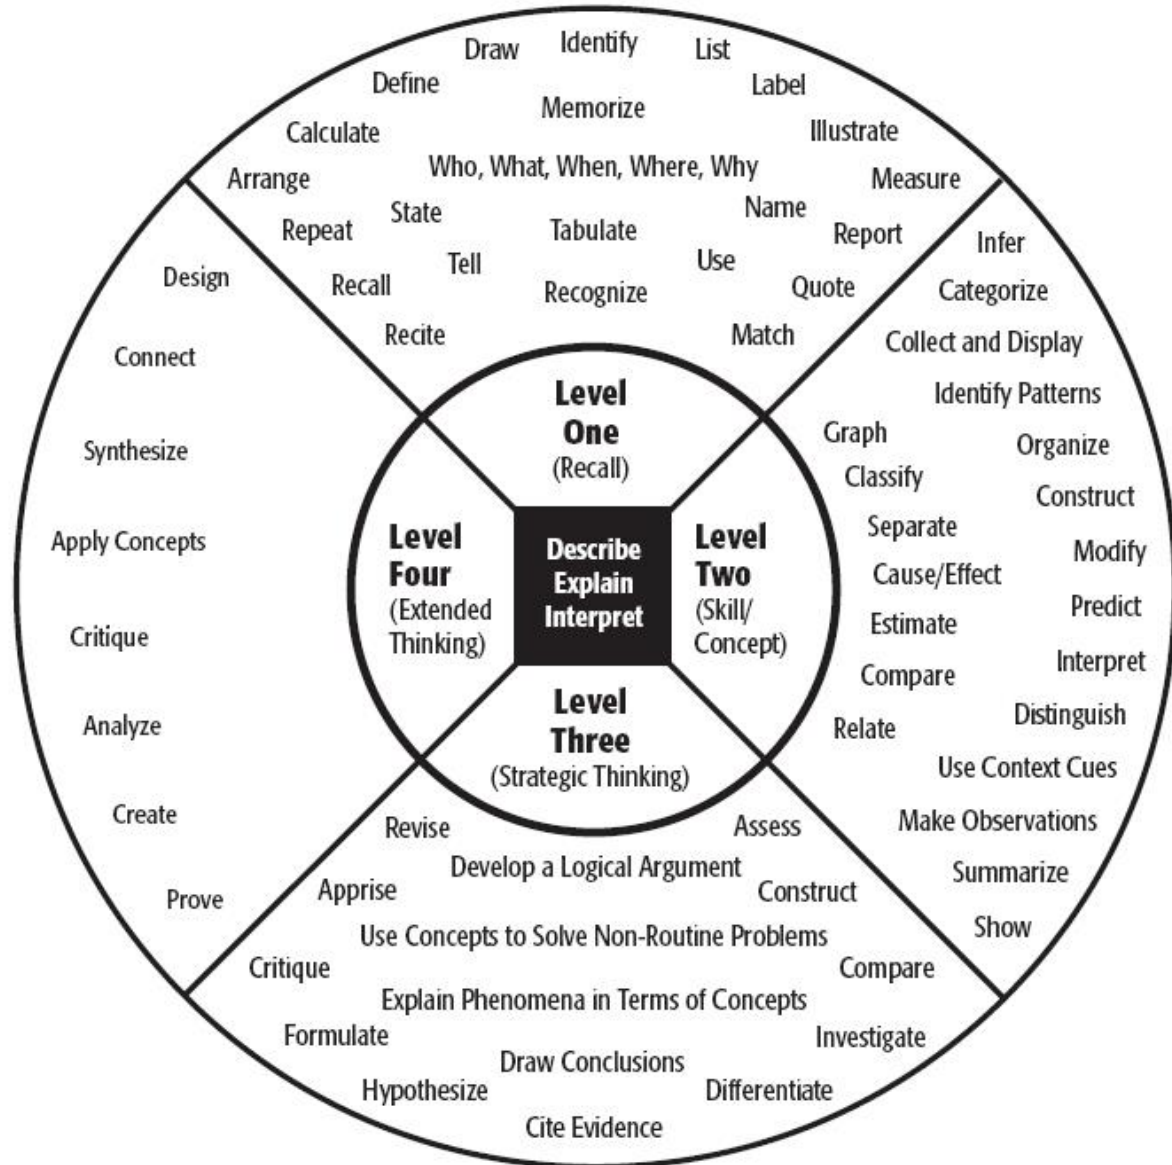 Draw
Identify
List
Define
Label
Memorize
Calculate
Illustrate
Who, What, When, Where, Why
Arrange
Measure
State
Name
Repeat
Tabulate
Report
Tell
Use
Recall
Recognize
Quote
Recite
Match
Level
One
(Recall)
Infer
Categorize
Collect and Display
Identify Patterns
Graph
Organize
Classify
Construct
Separate
Modify
Cause/Effect
Predict
Estimate
Interpret
Compare
Distinguish
Relate
Use Context Cues
Make Observations
Summarize
Show
Level
Two
(Skill/
Concept)
Describe
Explain
Interpret
Level
Three
(Strategic Thinking)
Revise
Assess
Develop a Logical Argument
Apprise
Construct
Use Concepts to Solve Non-Routine Problems
Critique
Compare
Explain Phenomena in Terms of Concepts
Formulate
Investigate
Draw Conclusions
Hypothesize
Differentiate
Cite Evidence
Level
Four
(Extended
Thinking)
Design
Connect
Synthesize
Apply Concepts
Critique
Analyze
Create
Prove